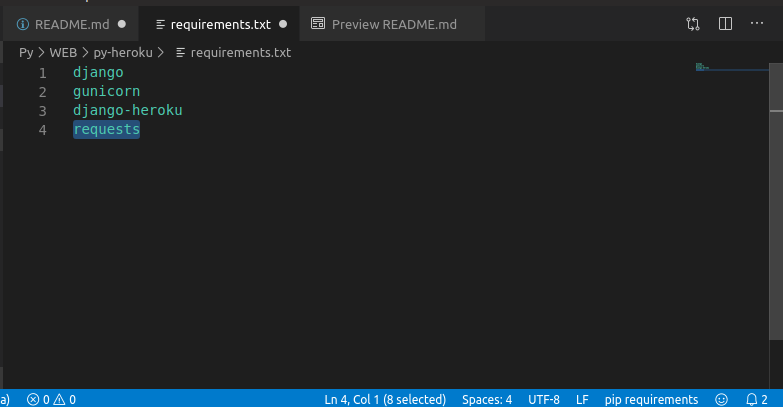 README.md requirements.txt Preview README.md
Py > WEB > py-heroku > requirements.txt
1 django
2 gunicorn
3 django-heroku
4 requests
a) 0 0 Ln 4, Col 1 (8 selected) Spaces: 4 UTF-8 LF pip requirements 2